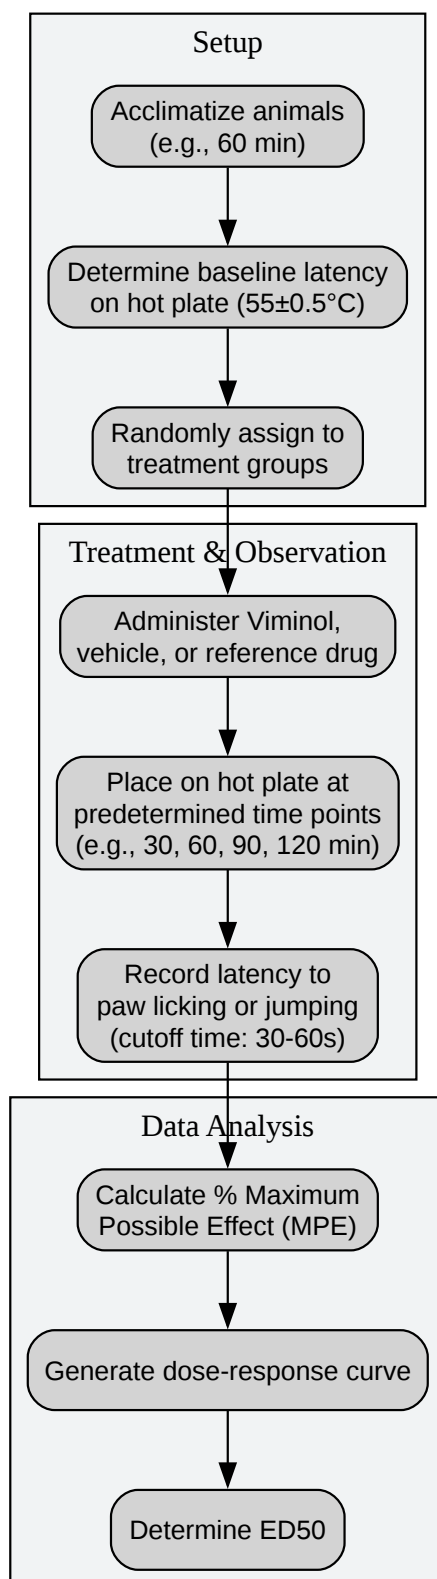 Setup
Acclimatize animals
(e.g., 60 min)
Determine baseline latency
on hot plate (55±0.5°C)
Randomly assign to
treatment groups
Treatment & Observation
Administer Viminol,
vehicle, or reference drug
Place on hot plate at
predetermined time points
(e.g., 30, 60, 90, 120 min)
Record latency to
paw licking or jumping
(cutoff time: 30-60s)
Data Analysis
Calculate % Maximum
Possible Effect (MPE)
Generate dose-response curve
Determine ED50